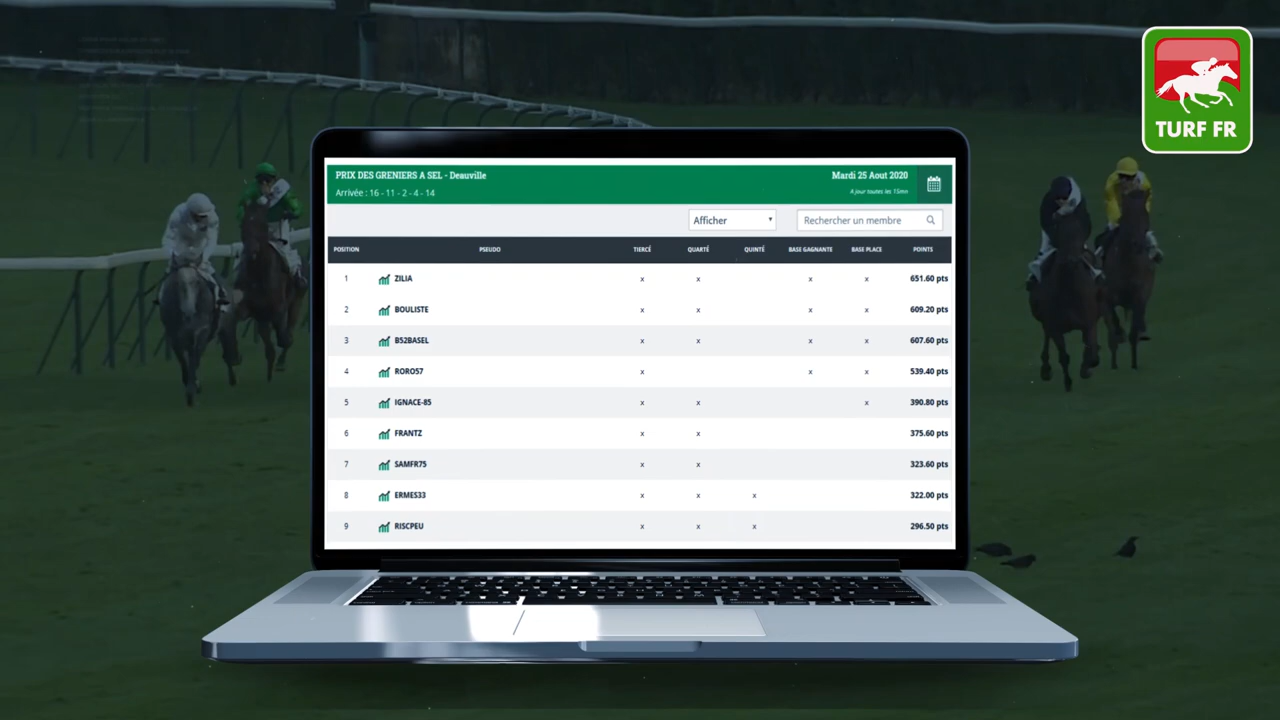 TURF FR
PRIX DES GRENIERS A SEL - Deauville
Mardi 25 Aout 2020
Arrivée : 16 - 11 - 2 - 4 - 14
A jour toutes les 15mn
Afficher
Rechercher un membre
POSITION PSEUDO TIERCÉ QUARTÉ QUINTÉ BASE GAGNANTE BASE PLACE POINTS
1 ZILIA x x x x 651.60 pts
2 BOULISTE x x x x 609.20 pts
3 B52BASEL x x x x 607.60 pts
4 RORO57 x x x 539.40 pts
5 IGNACE-85 x x x 390.80 pts
6 FRANTZ x x 375.60 pts
7 SAMFR75 x x 323.60 pts
8 ERMES33 x x x 322.00 pts
9 RISCPEU x x x 296.50 pts